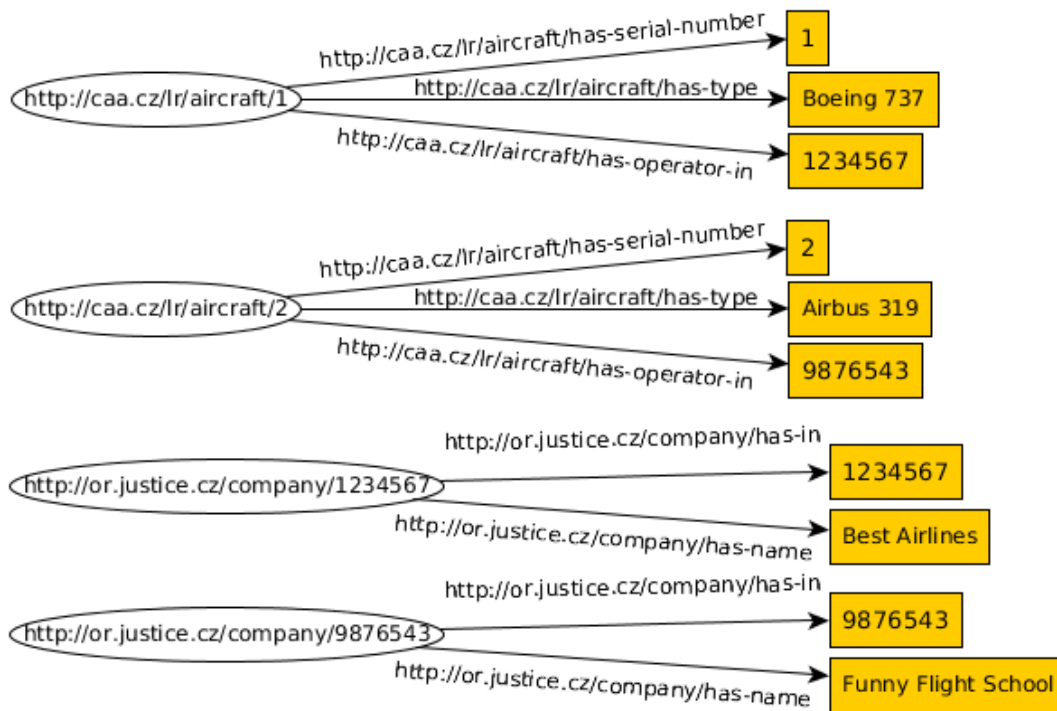 http://caa.cz/lr/aircraft/has-serial-number
1
http://caa.cz/lr/aircraft/1
http://caa.cz/lr/aircraft/has-type
Boeing 737
http://caa.cz/lr/aircraft/has-operator-in
1234567
http://caa.cz/lr/aircraft/has-serial-number
2
http://caa.cz/lr/aircraft/2
http://caa.cz/lr/aircraft/has-type
Airbus 319
http://caa.cz/lr/aircraft/has-operator-in
9876543
http://or.justice.cz/company/has-in
1234567
http://or.justice.cz/company/1234567
http://or.justice.cz/company/has-name
Best Airlines
http://or.justice.cz/company/has-in
9876543
http://or.justice.cz/company/9876543
http://or.justice.cz/company/has-name
Funny Flight School